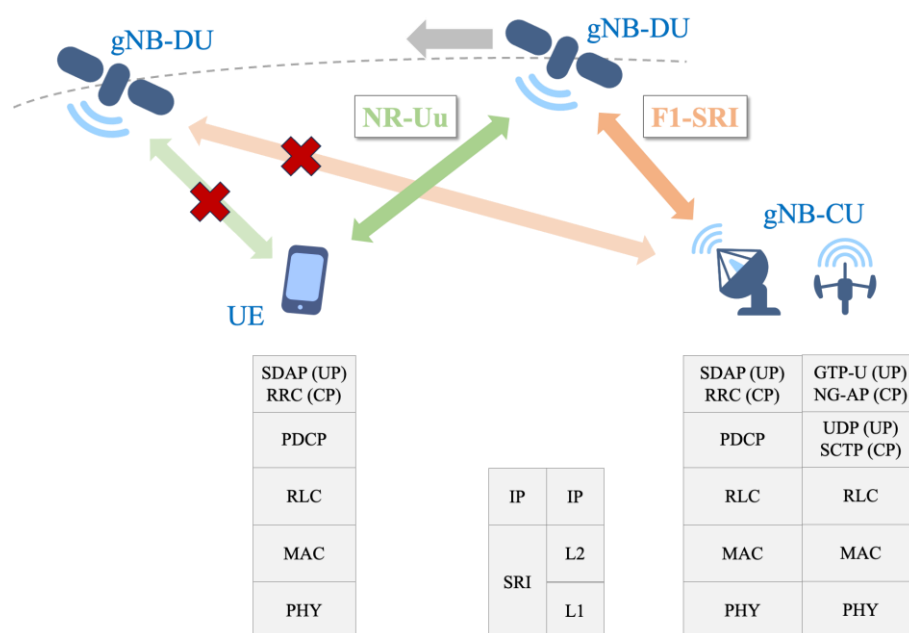 gNB-DU
gNB-DU
NR-Uu
F1-SRI
gNB-CU
UE
SDAP (UP)
RRC (CP)
PDCP
RLC
MAC
PHY
IP
IP
SRI
L2
L1
SDAP (UP)
RRC (CP)
GTP-U (UP)
NG-AP (CP)
PDCP
UDP (UP)
SCTP (CP)
RLC
RLC
MAC
MAC
PHY
PHY